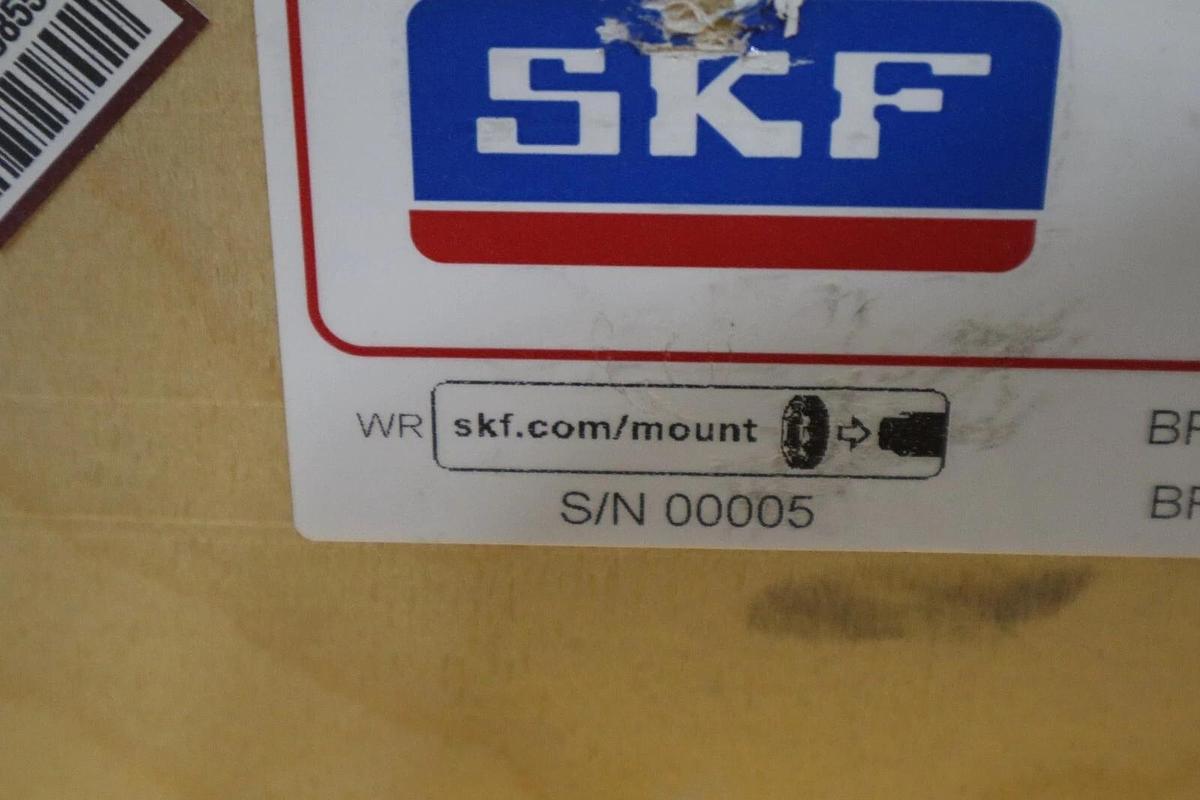 SKF
WR skf.com/mount
S/N 00005